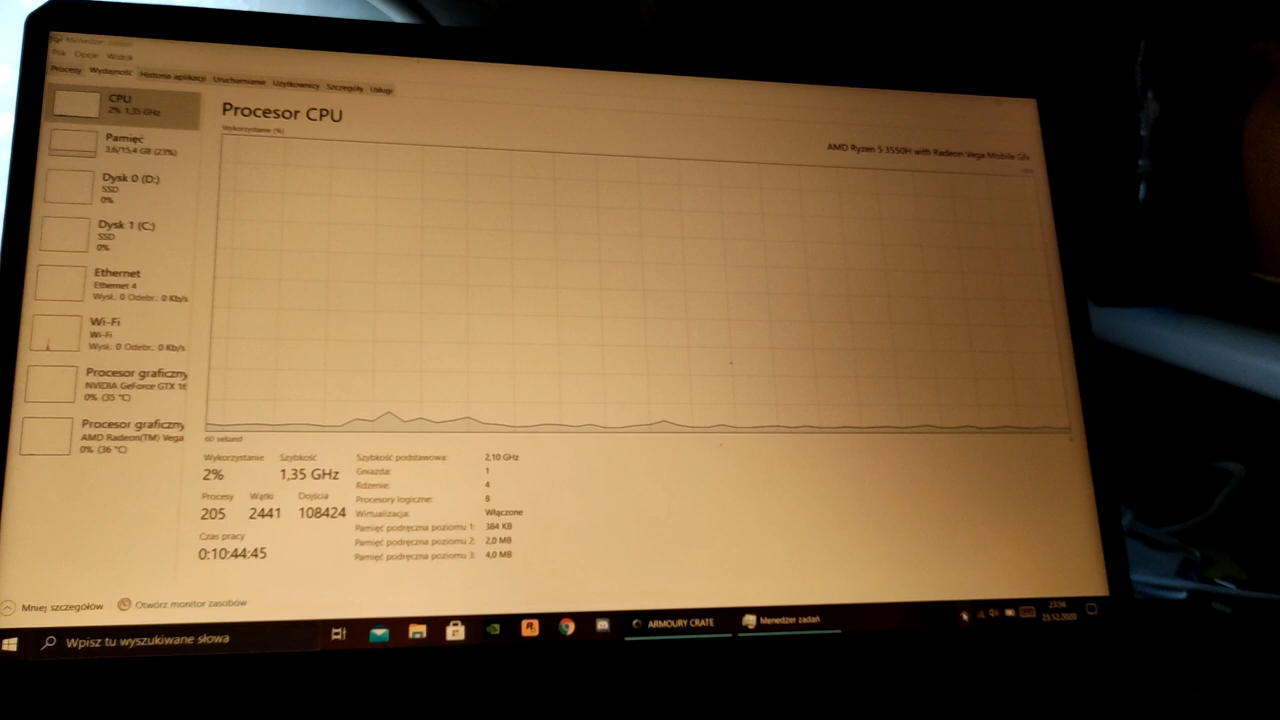 Menedżer zadań
Plik Opcje Widok
Procesy Wydajność Historia aplikacji Uruchamianie Użytkownicy Szczegóły Usługi
CPU
2% 1,35 GHz
Pamięć
3,6/15,4 GB (23%)
Dysk 0 (D:)
SSD
0%
Dysk 1 (C:)
SSD
0%
Ethernet
Ethernet 4
Wysł.: 0 Odebr.: 0 Kb/s
Wi-Fi
Wi-Fi
Wysł.: 0 Odebr.: 0 Kb/s
Procesor graficzny
NVIDIA GeForce GTX 16
0% (35 °C)
Procesor graficzny
AMD Radeon(TM) Vega
0% (36 °C)
Procesor CPU
AMD Ryzen 5 3550H with Radeon Vega Mobile Gfx
Wykorzystanie (%)
100%
60 sekund
0
Wykorzystanie Szybkość
2% 1,35 GHz
Procesy Wątki Dojścia
205 2441 108424
Czas pracy
0:10:44:45
Szybkość podstawowa: 2,10 GHz
Gniazda: 1
Rdzenie: 4
Procesory logiczne: 8
Wirtualizacja: Włączone
Pamięć podręczna poziomu 1: 384 KB
Pamięć podręczna poziomu 2: 2,0 MB
Pamięć podręczna poziomu 3: 4,0 MB
Mniej szczegółów Otwórz monitor zasobów
Wpisz tu wyszukiwane słowa
R
ARMOURY CRATE
Menedżer zadań
23:56
23.12.2020